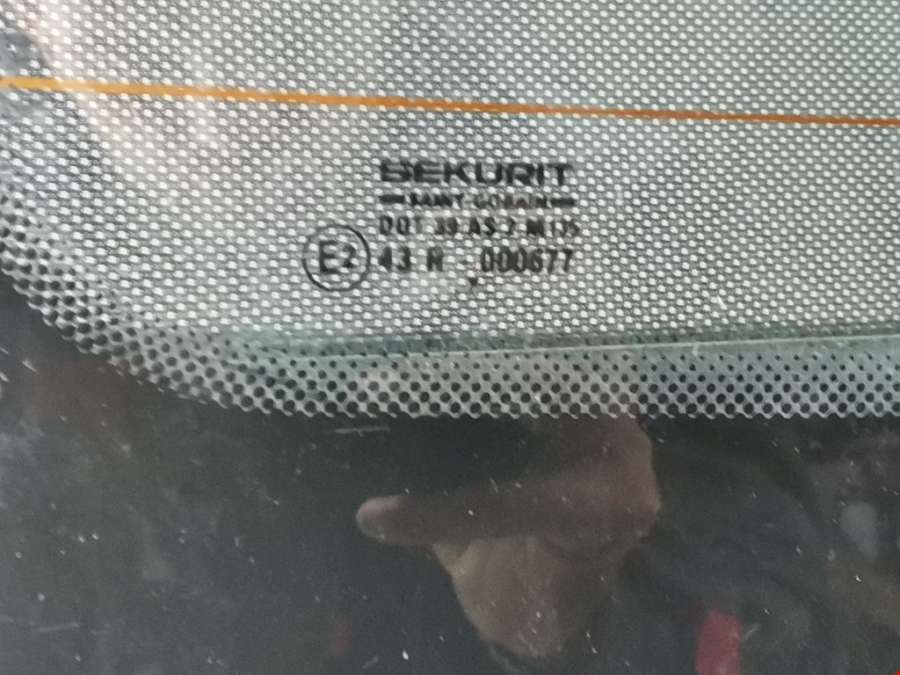 SEKURIT
SAINT-GOBAIN
DOT 39 AS 2 M135
E2 43 R - 000677